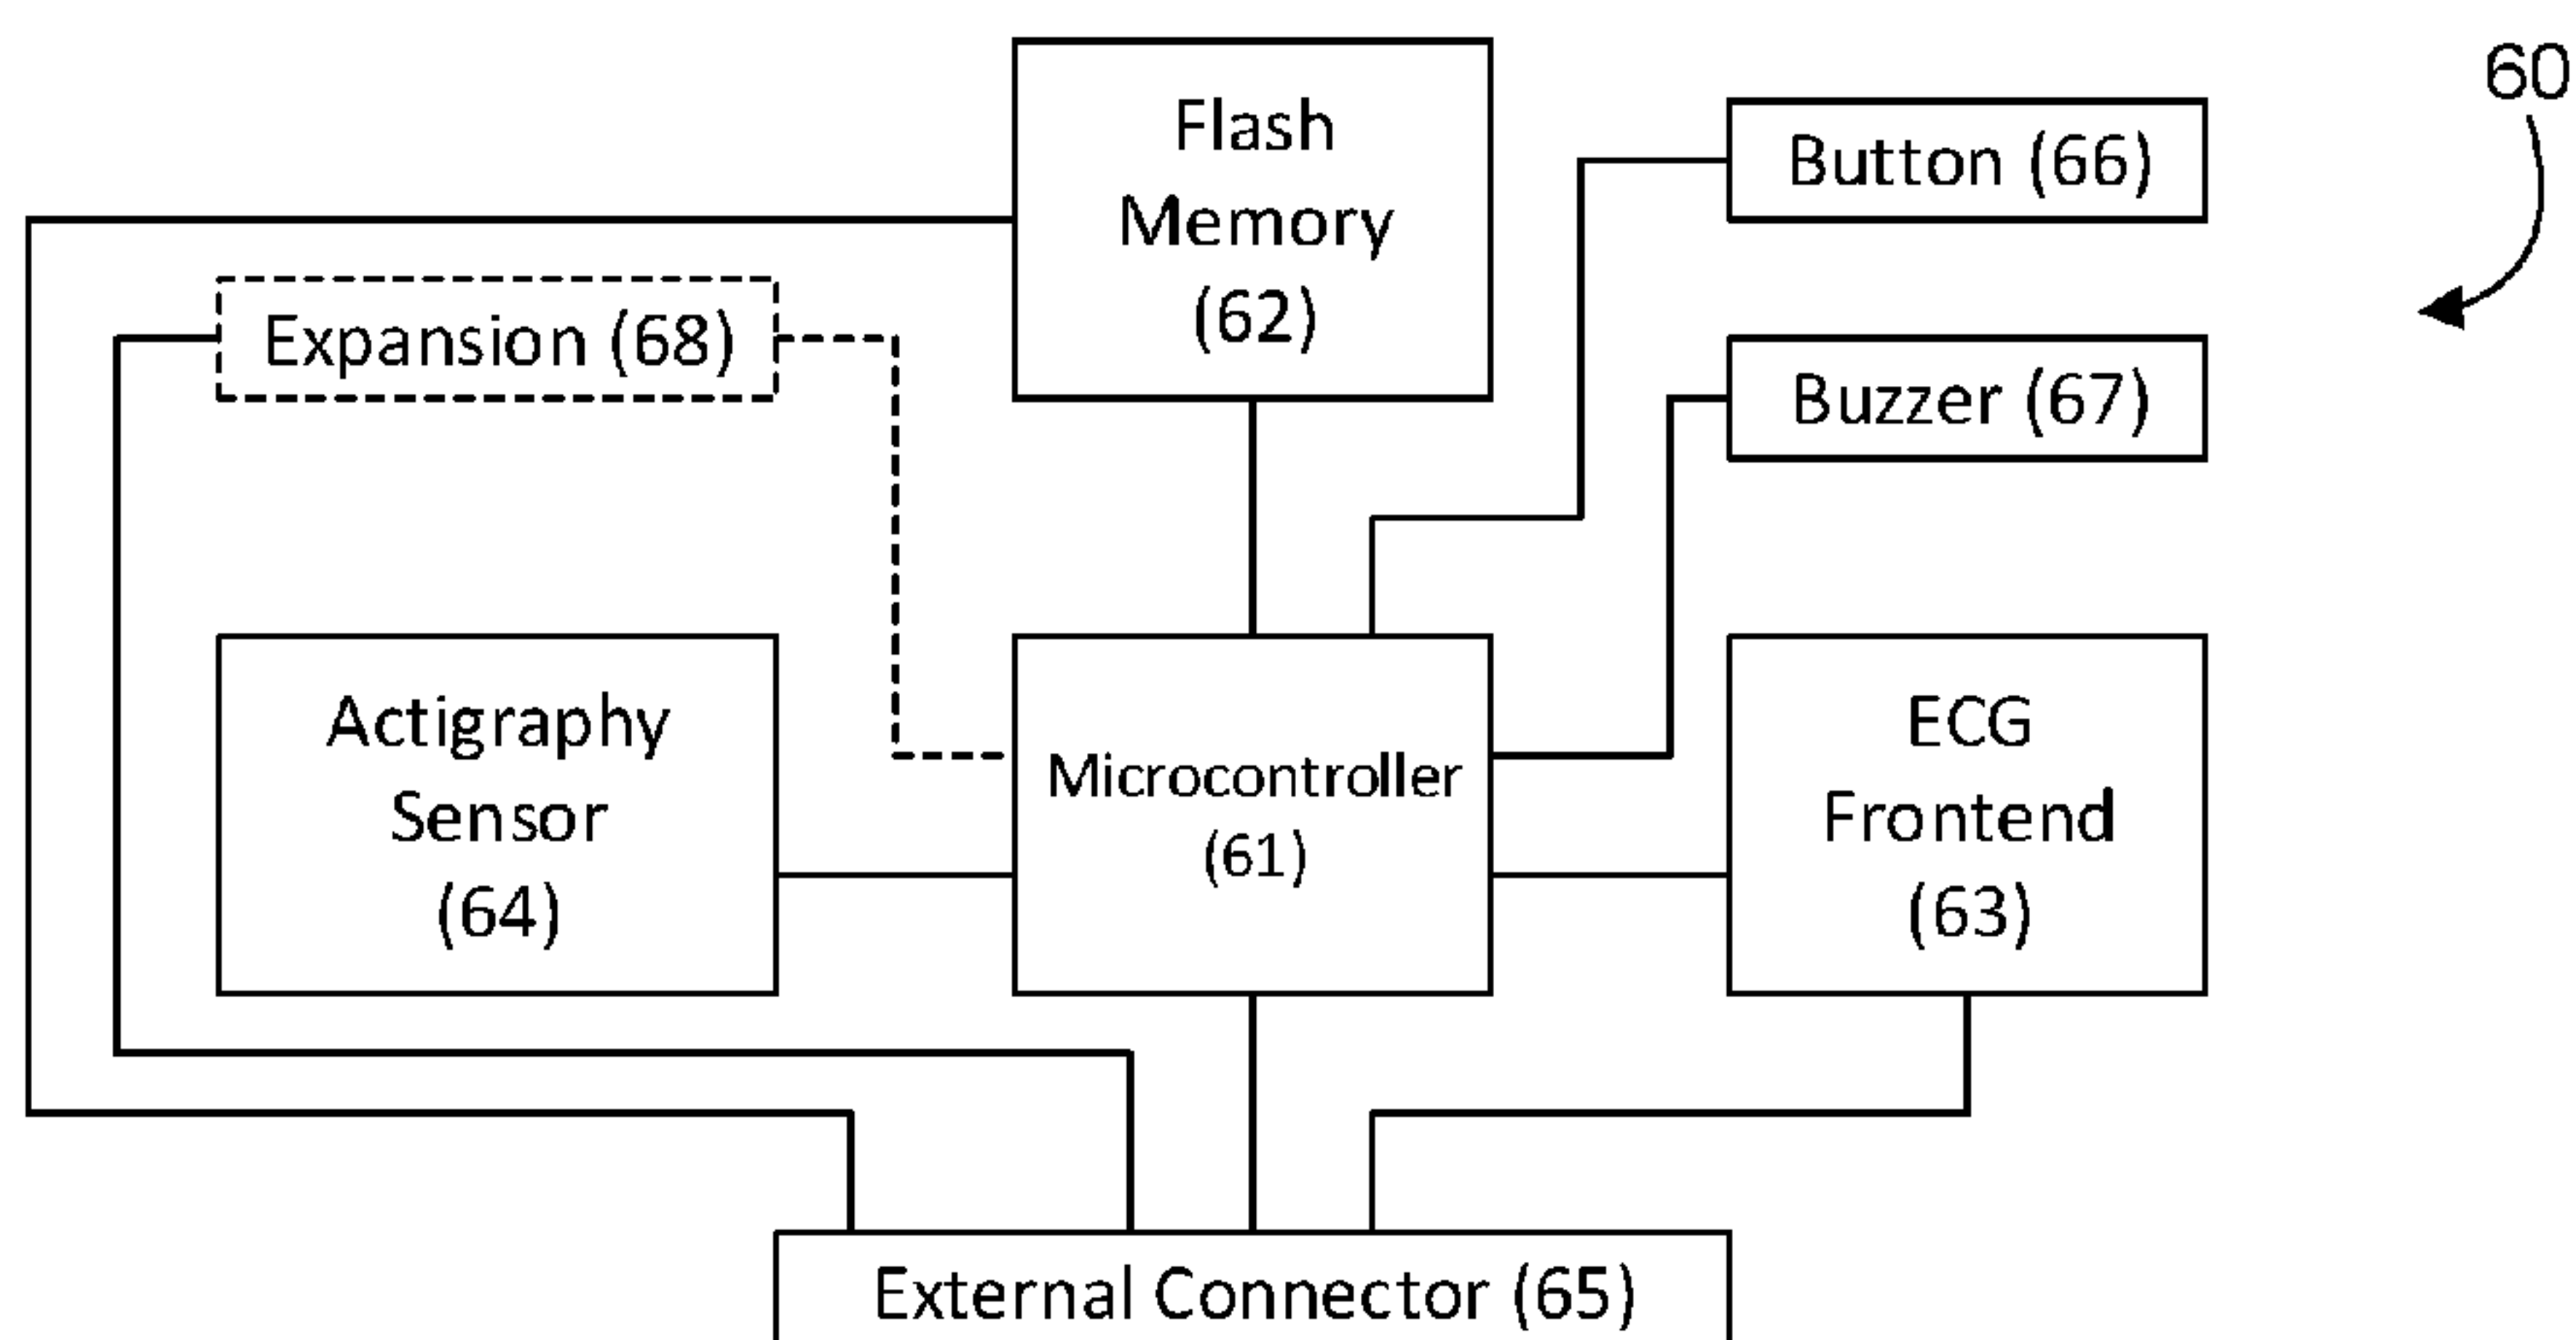 60
Flash
Memory
(62)
Button (66)
Expansion (68)
Buzzer (67)
Actigraphy
Sensor
(64)
Microcontroller
(61)
ECG
Frontend
(63)
External Connector (65)